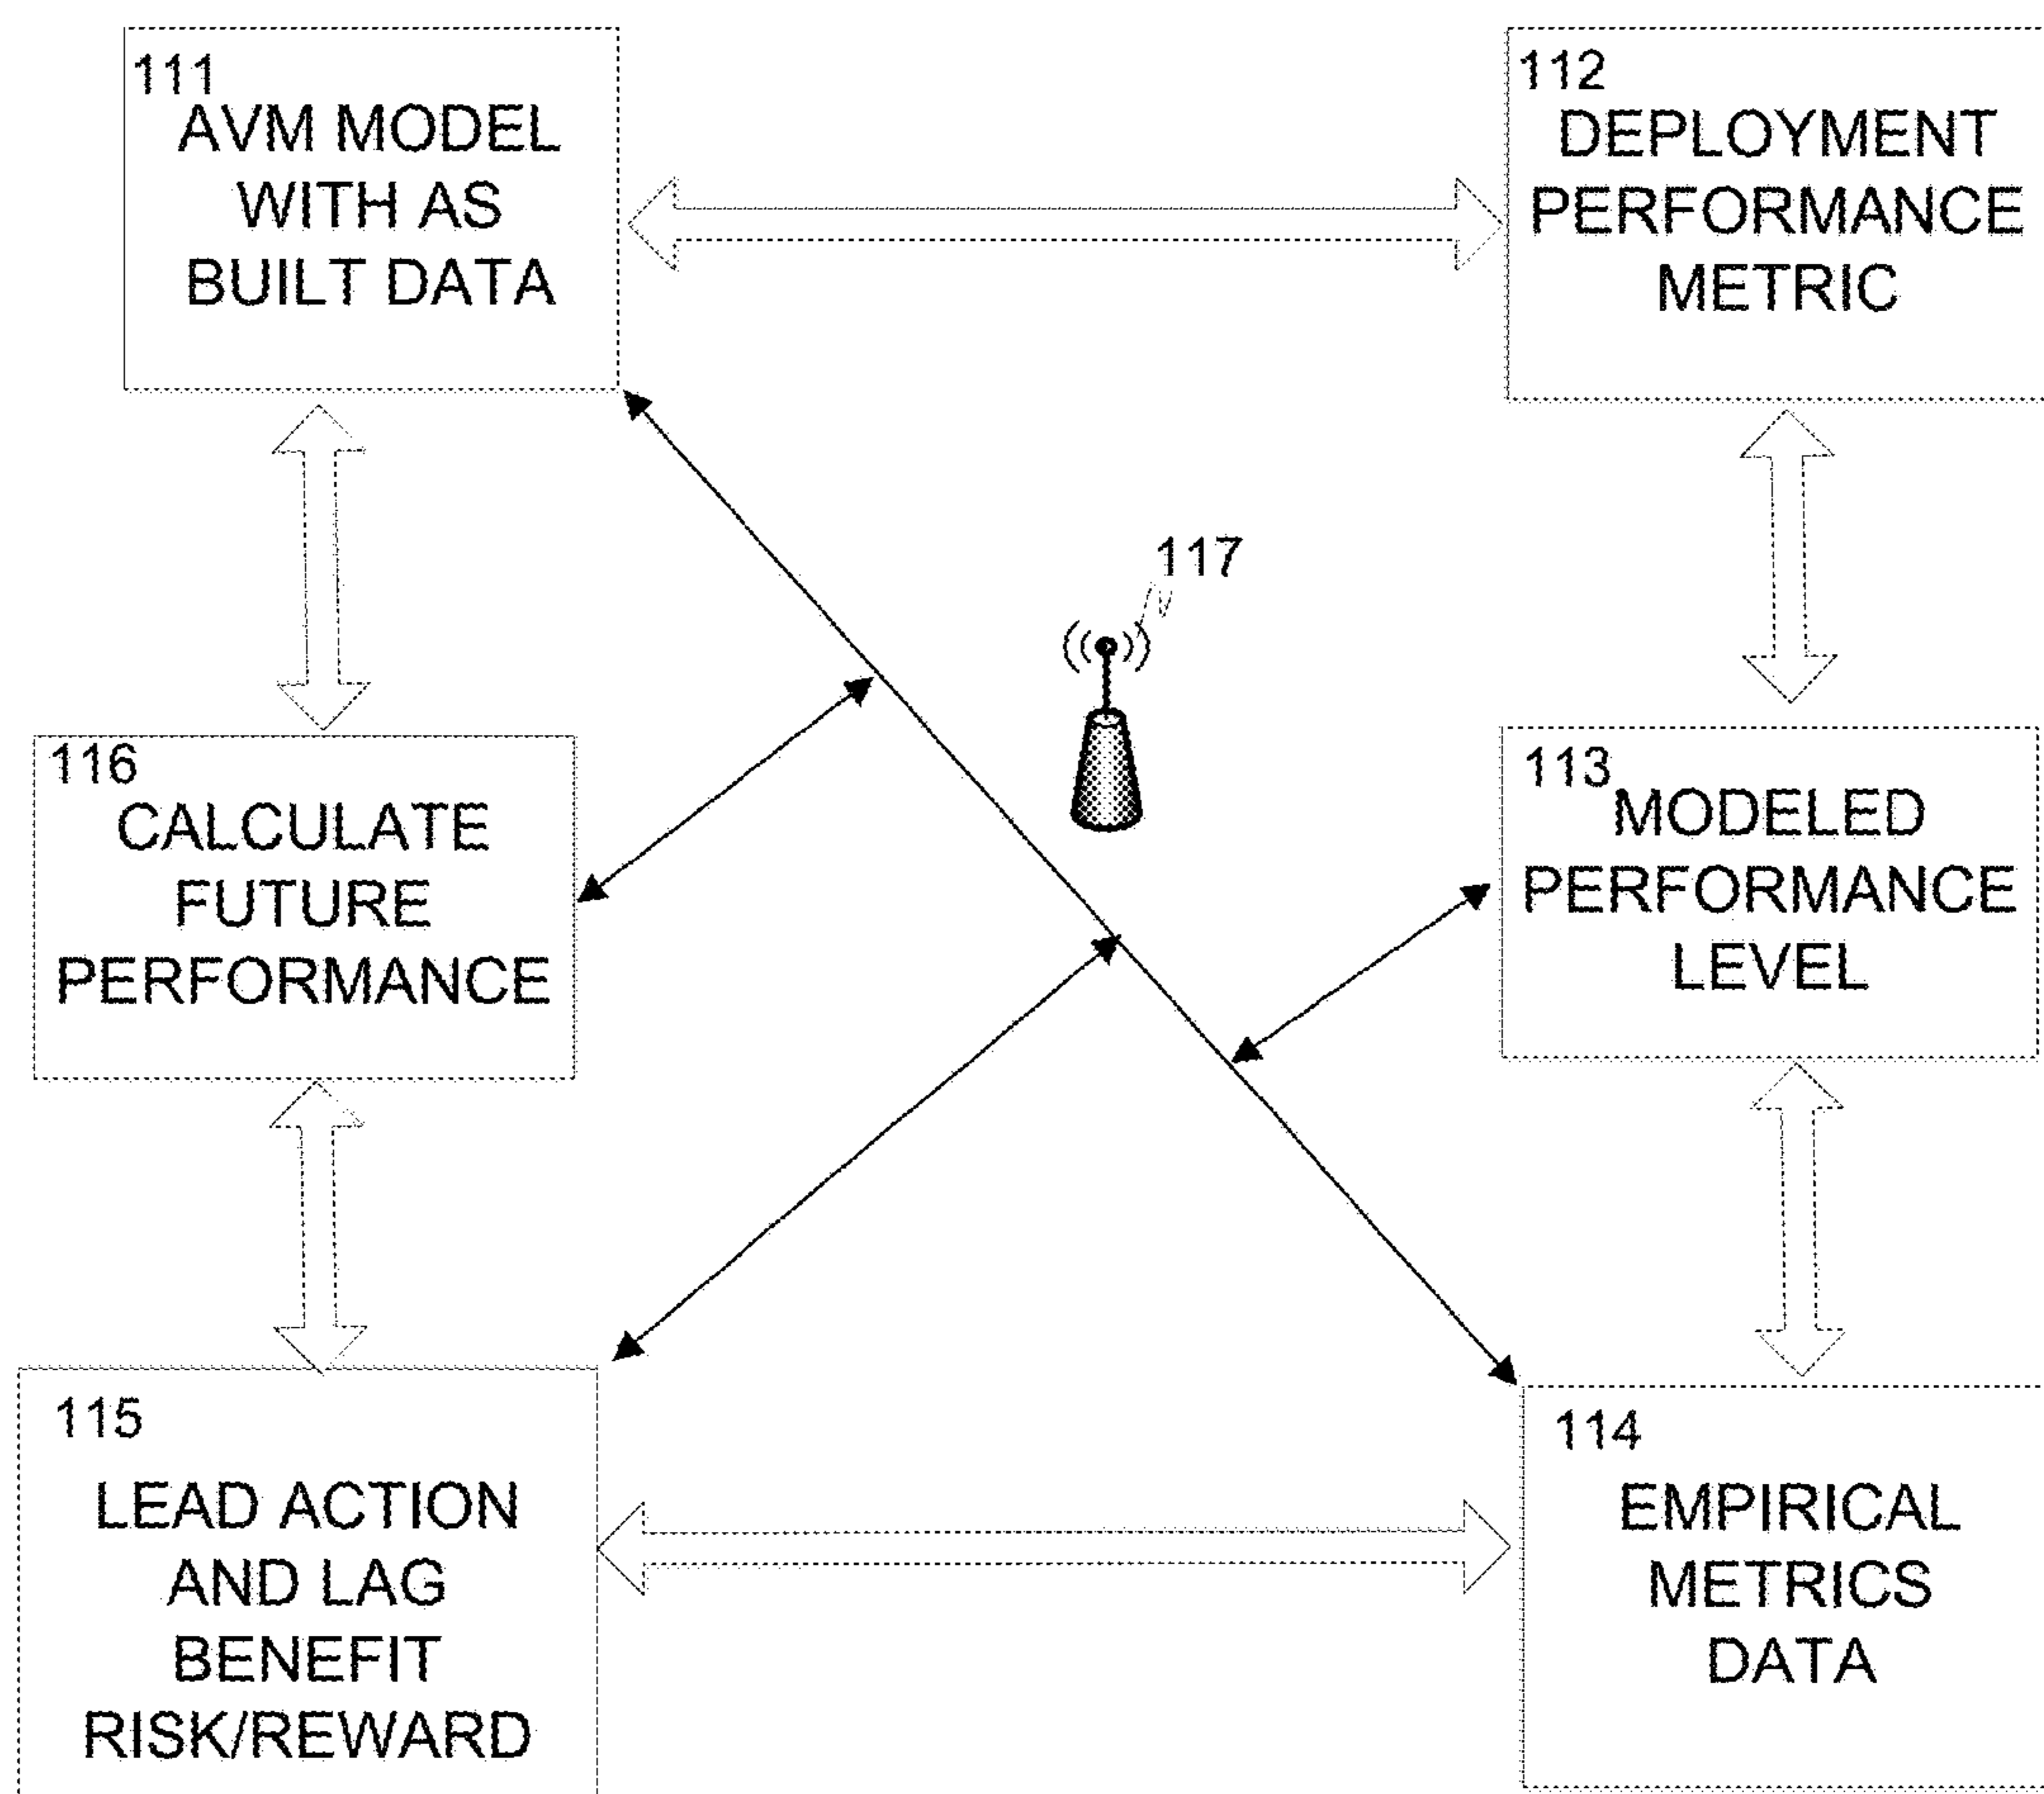 111
AVM MODEL
WITH AS
BUILT DATA
112
DEPLOYMENT
PERFORMANCE
METRIC
117
116
CALCULATE
FUTURE
PERFORMANCE
113
MODELED
PERFORMANCE
LEVEL
115
LEAD ACTION
AND LAG
BENEFIT
RISK/REWARD
114
EMPIRICAL
METRICS
DATA